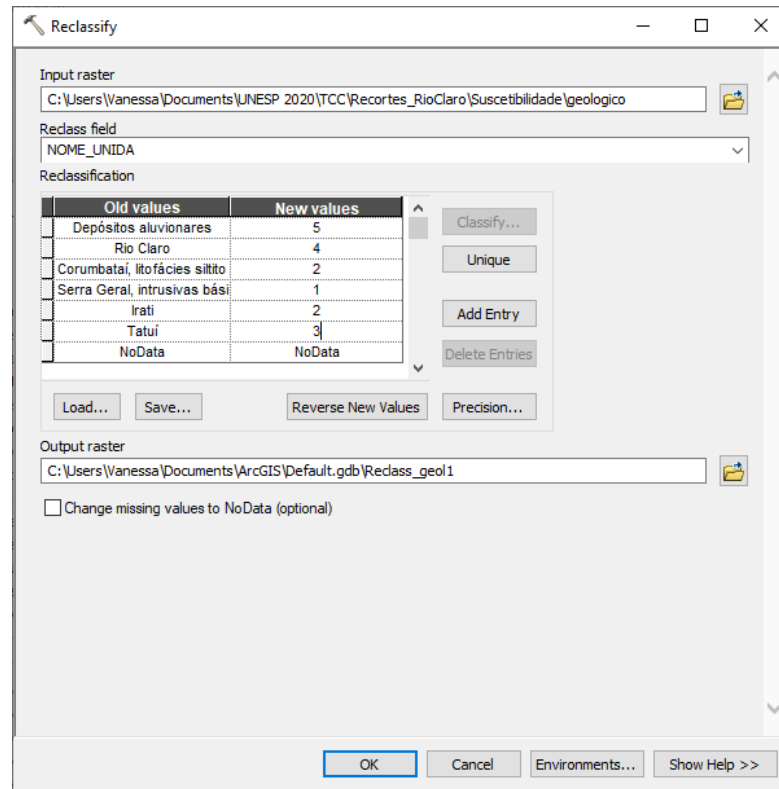 Reclassify
Input raster
C:\Users\Vanessa\Documents\UNESP 2020\TCC\Recortes_RioClaro\Suscetibilidade\geologico
Reclass field
NOME_UNIDA
Reclassification
Old values New values
Depósitos aluvionares 5
Rio Claro 4
Corumbataí, litofácies siltito 2
Serra Geral, intrusivas bási 1
Irati 2
Tatuí 3
NoData NoData
Classify...
Unique
Add Entry
Delete Entries
Load... Save... Reverse New Values Precision...
Output raster
C:\Users\Vanessa\Documents\ArcGIS\Default.gdb\Reclass_geol1
Change missing values to NoData (optional)
OK Cancel Environments... Show Help >>